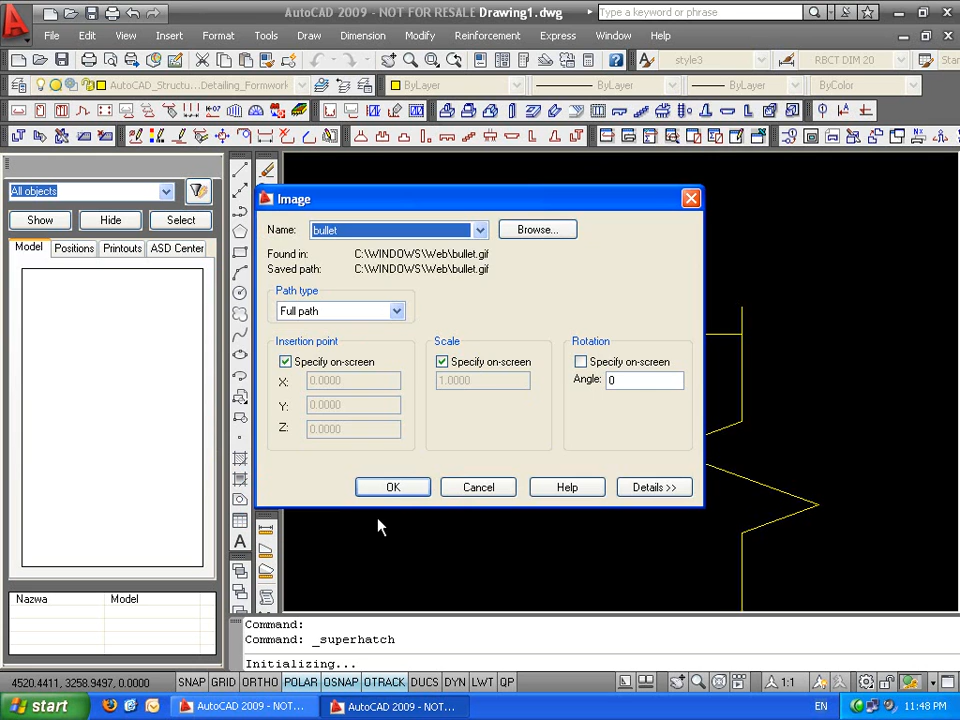 AutoCAD 2009 - NOT FOR RESALE Drawing1.dwg
Type a keyword or phrase
File Edit View Insert Format Tools Draw Dimension Modify Reinforcement Express Window Help
style3 RBCT DIM 20 Stan
AutoCAD_Structu..._Detailing_Formwork ByLayer ByLayer ByLayer ByColor
All objects
Show Hide Select
Model Positions Printouts ASD Center
Image
Name: bullet Browse...
Found in: C:\WINDOWS\Web\bullet.gif
Saved path: C:\WINDOWS\Web\bullet.gif
Path type
Full path
Insertion point Scale Rotation
Specify on-screen Specify on-screen Specify on-screen
X: 0.0000 1.0000 Angle: 0
Y: 0.0000
Z: 0.0000
OK Cancel Help Details >>
A
Nazwa Model
Command:
Command: _superhatch
Initializing...
4520.4411, 3258.9497, 0.0000 SNAP GRID ORTHO POLAR OSNAP OTRACK DUCS DYN LWT QP 1:1
start AutoCAD 2009 - NOT... AutoCAD 2009 - NOT... EN 11:48 PM